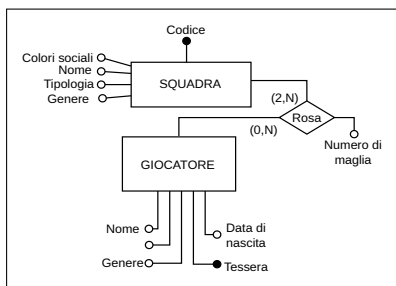 Codice
Colori sociali
Nome
Tipologia
Genere
SQUADRA
(2,N)
Rosa
(0,N)
Numero di
maglia
GIOCATORE
Nome
Genere
Data di
nascita
Tessera